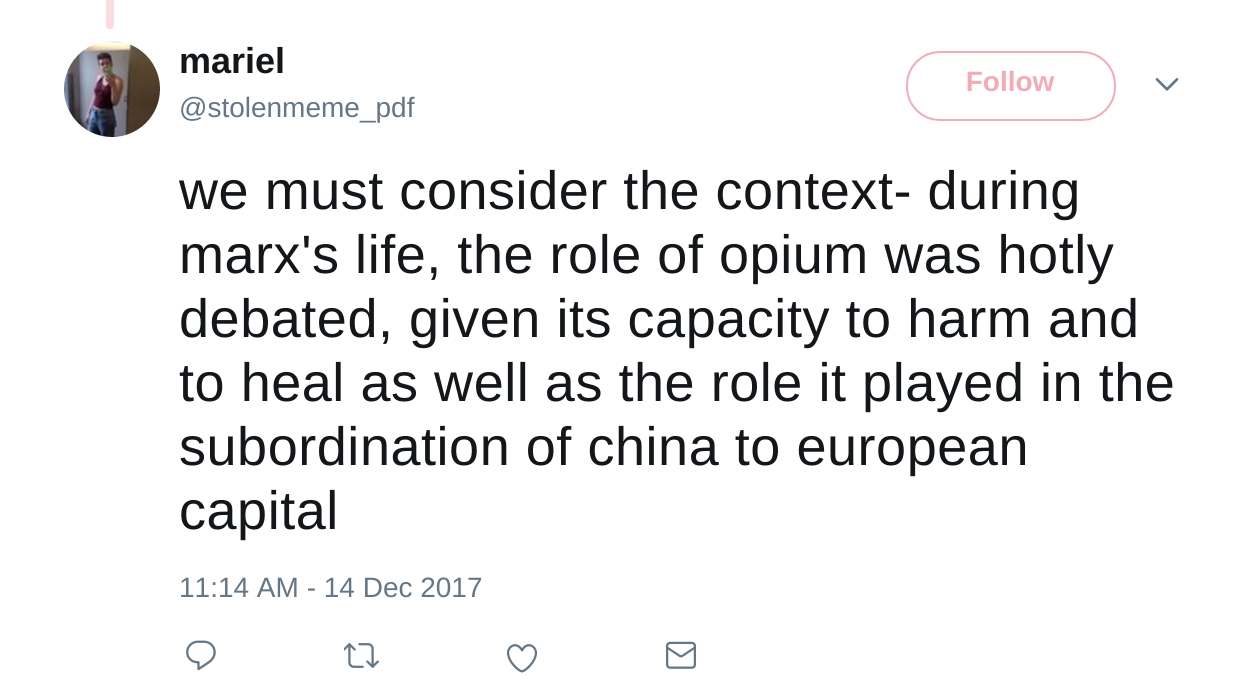 mariel
@stolenmeme_pdf
Follow
we must consider the context- during
marx's life, the role of opium was hotly
debated, given its capacity to harm and
to heal as well as the role it played in the
subordination of china to european
capital
11:14 AM - 14 Dec 2017